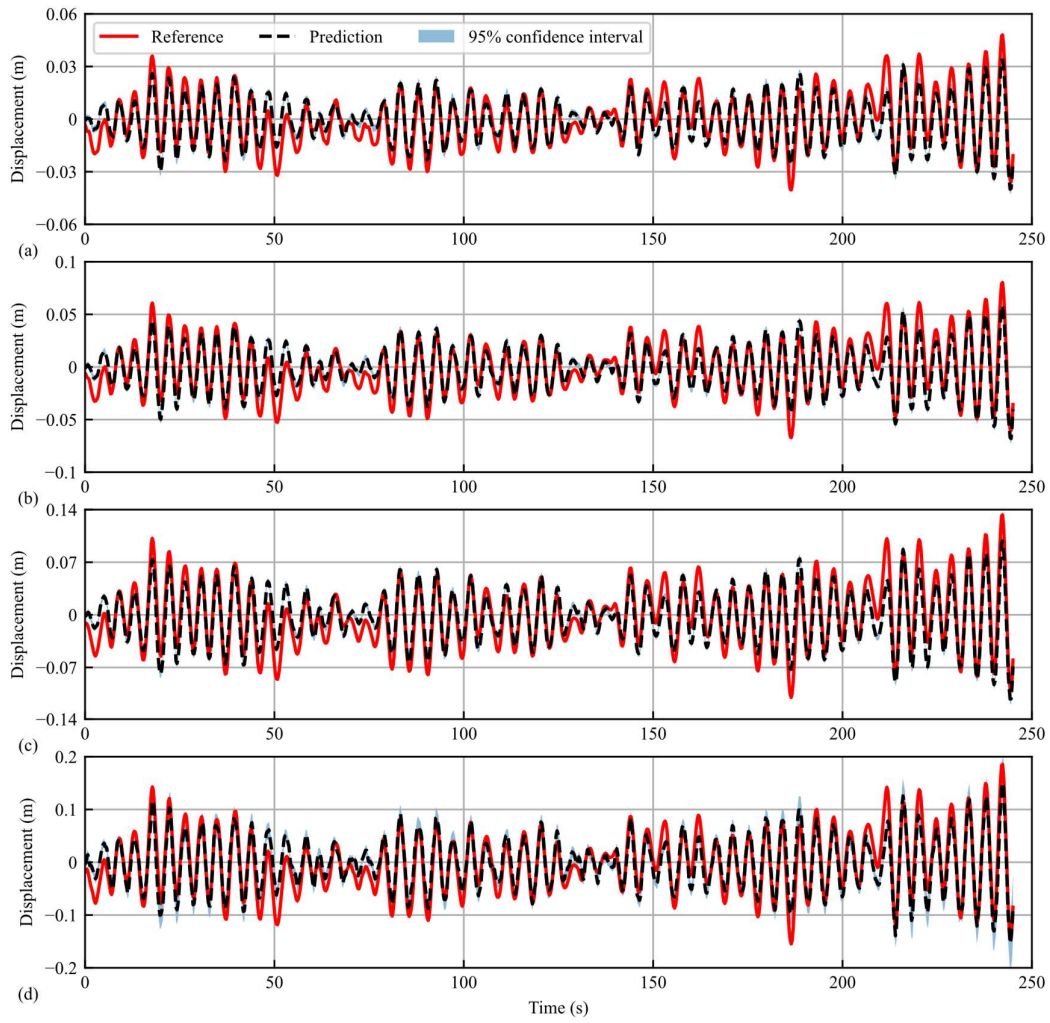 Reference Prediction 95% confidence interval
Displacement (m)
0.06
0.03
0
−0.03
−0.06
0 50 100 150 200 250
(a)
Displacement (m)
0.1
0.05
0
−0.05
−0.1
0 50 100 150 200 250
(b)
Displacement (m)
0.14
0.07
0
−0.07
−0.14
0 50 100 150 200 250
(c)
Displacement (m)
0.2
0.1
0
−0.1
−0.2
0 50 100 150 200 250
(d)
Time (s)